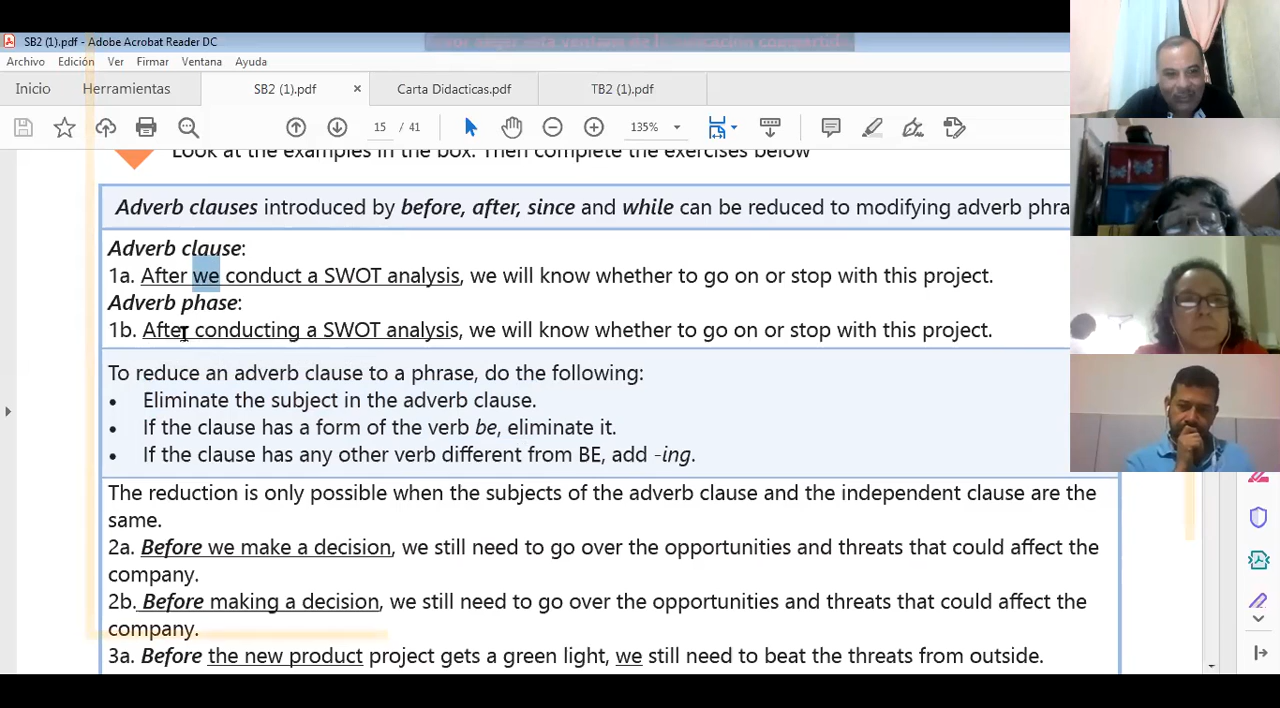 SB2 (1).pdf - Adobe Acrobat Reader DC
Archivo Edición Ver Firmar Ventana Ayuda
Inicio Herramientas SB2 (1).pdf × Carta Didacticas.pdf TB2 (1).pdf
15 / 41 135%
Look at the examples in the box. Then complete the exercises below
Adverb clauses introduced by before, after, since and while can be reduced to modifying adverb phra
Adverb clause:
1a. After we conduct a SWOT analysis, we will know whether to go on or stop with this project.
Adverb phase:
1b. After conducting a SWOT analysis, we will know whether to go on or stop with this project.
To reduce an adverb clause to a phrase, do the following:
• Eliminate the subject in the adverb clause.
• If the clause has a form of the verb be, eliminate it.
• If the clause has any other verb different from BE, add -ing.
The reduction is only possible when the subjects of the adverb clause and the independent clause are the
same.
2a. Before we make a decision, we still need to go over the opportunities and threats that could affect the
company.
2b. Before making a decision, we still need to go over the opportunities and threats that could affect the
company.
3a. Before the new product project gets a green light, we still need to beat the threats from outside.